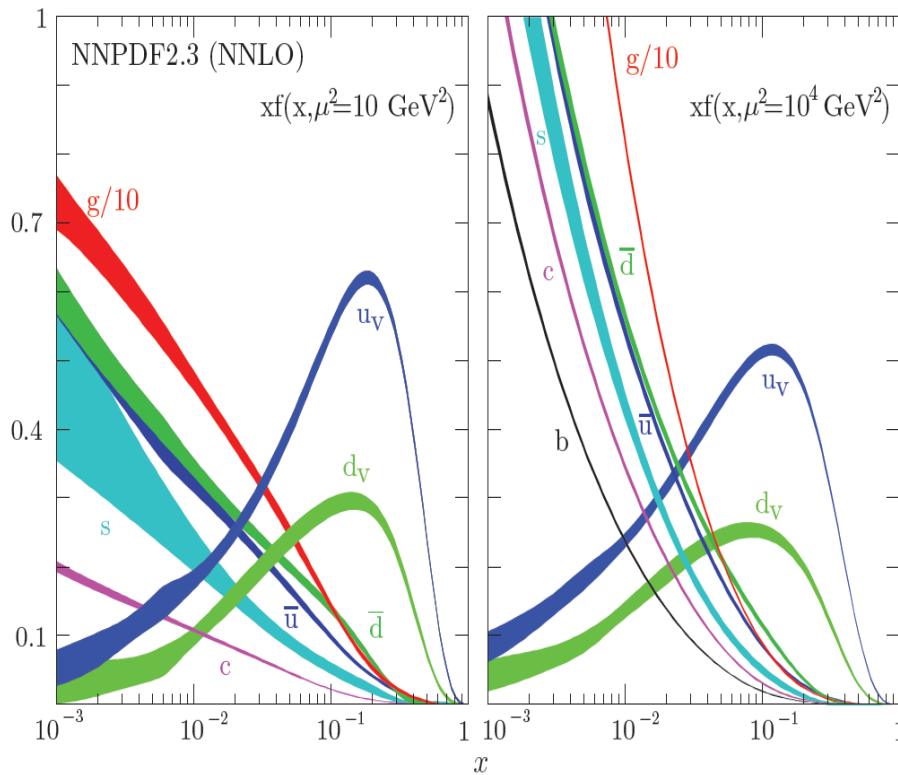 1
0.7
0.4
0.1
NNPDF2.3 (NNLO)
xf(x,μ²=10 GeV²)
g/10
u_v
d_v
s
ū
d̄
c
10⁻³
10⁻²
10⁻¹
xf(x,μ²=10⁴ GeV²)
g/10
s
d̄
c
ū
u_v
b
d_v
10⁻³
10⁻²
10⁻¹
1
x